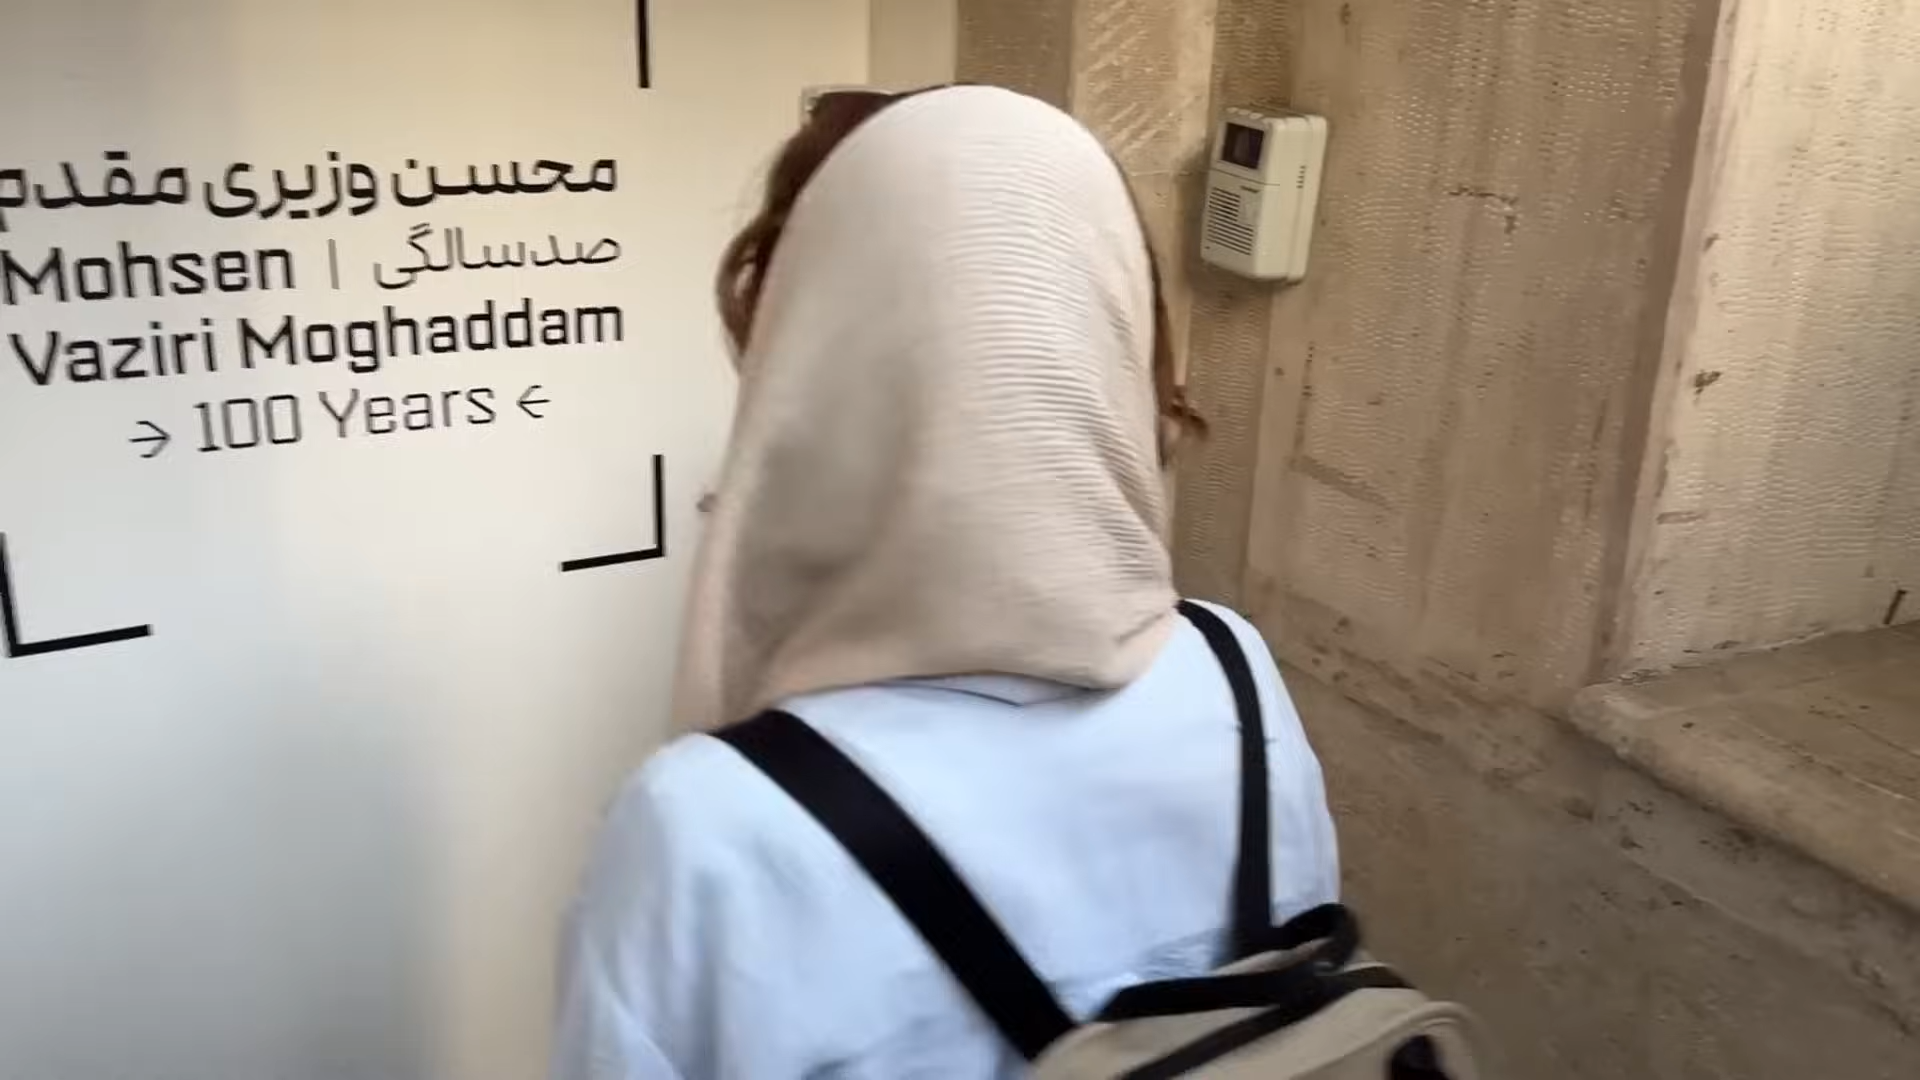 محسن وزیری مقدم
Mohsen | صدسالگی
Vaziri Moghaddam
→ 100 Years ←